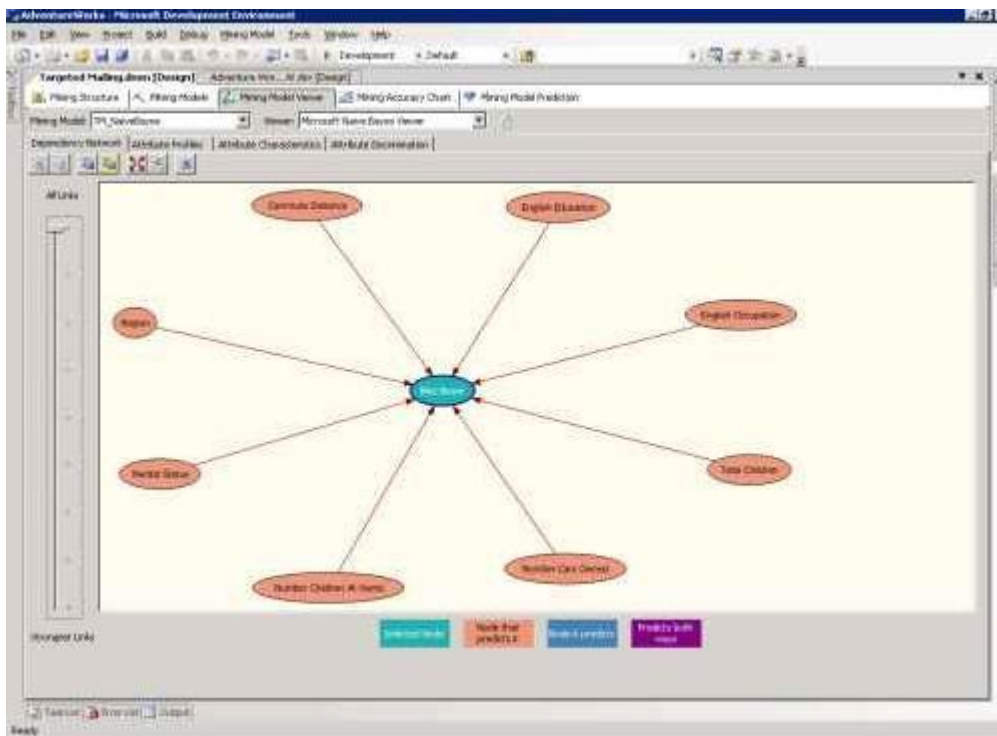 AdventureWorks - Microsoft Development Environment
File Edit View Project Build Debug Mining Model Tools Window Help
Development Default
Targeted Mailing.dmm [Design]
Mining Structure Mining Models Mining Model Viewer Mining Accuracy Chart Mining Model Prediction
Mining Model: TM_NaiveBayes Viewer: Microsoft Naive Bayes Viewer
Dependency Network Attribute Profiles Attribute Characteristics Attribute Discrimination
All Links
Commute Distance English Education
Region English Occupation
Bike Buyer
Marital Status Total Children
Number Children At Home Number Cars Owned
Strongest Links
Selected Node Node that predicts it Node it predicts Predicts both ways
Task List Error List Output
Ready